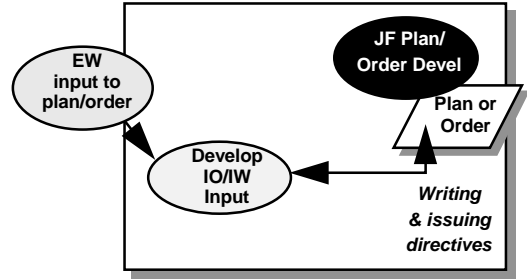 EW
input to
plan/order
JF Plan/
Order Devel
Plan or
Order
Develop
IO/IW
Input
Writing
& issuing
directives